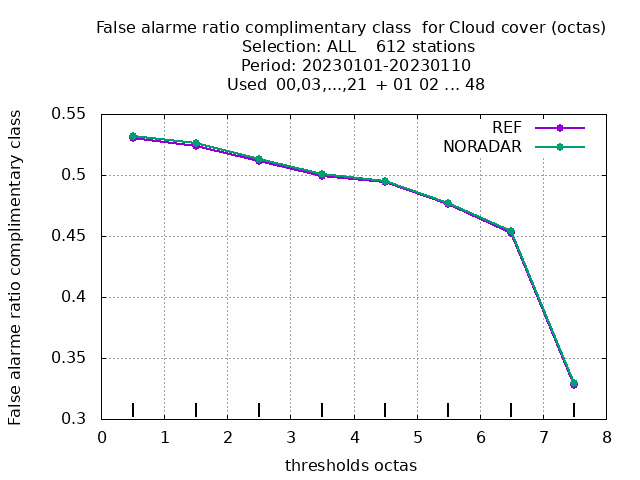 False alarme ratio complimentary class  for Cloud cover (octas)
Selection: ALL    612 stations
Period: 20230101-20230110
Used  00,03,...,21  + 01 02 ... 48
False alarme ratio complimentary class
0.55
0.5
0.45
0.4
0.35
0.3
REF
NORADAR
0 1 2 3 4 5 6 7 8
thresholds octas